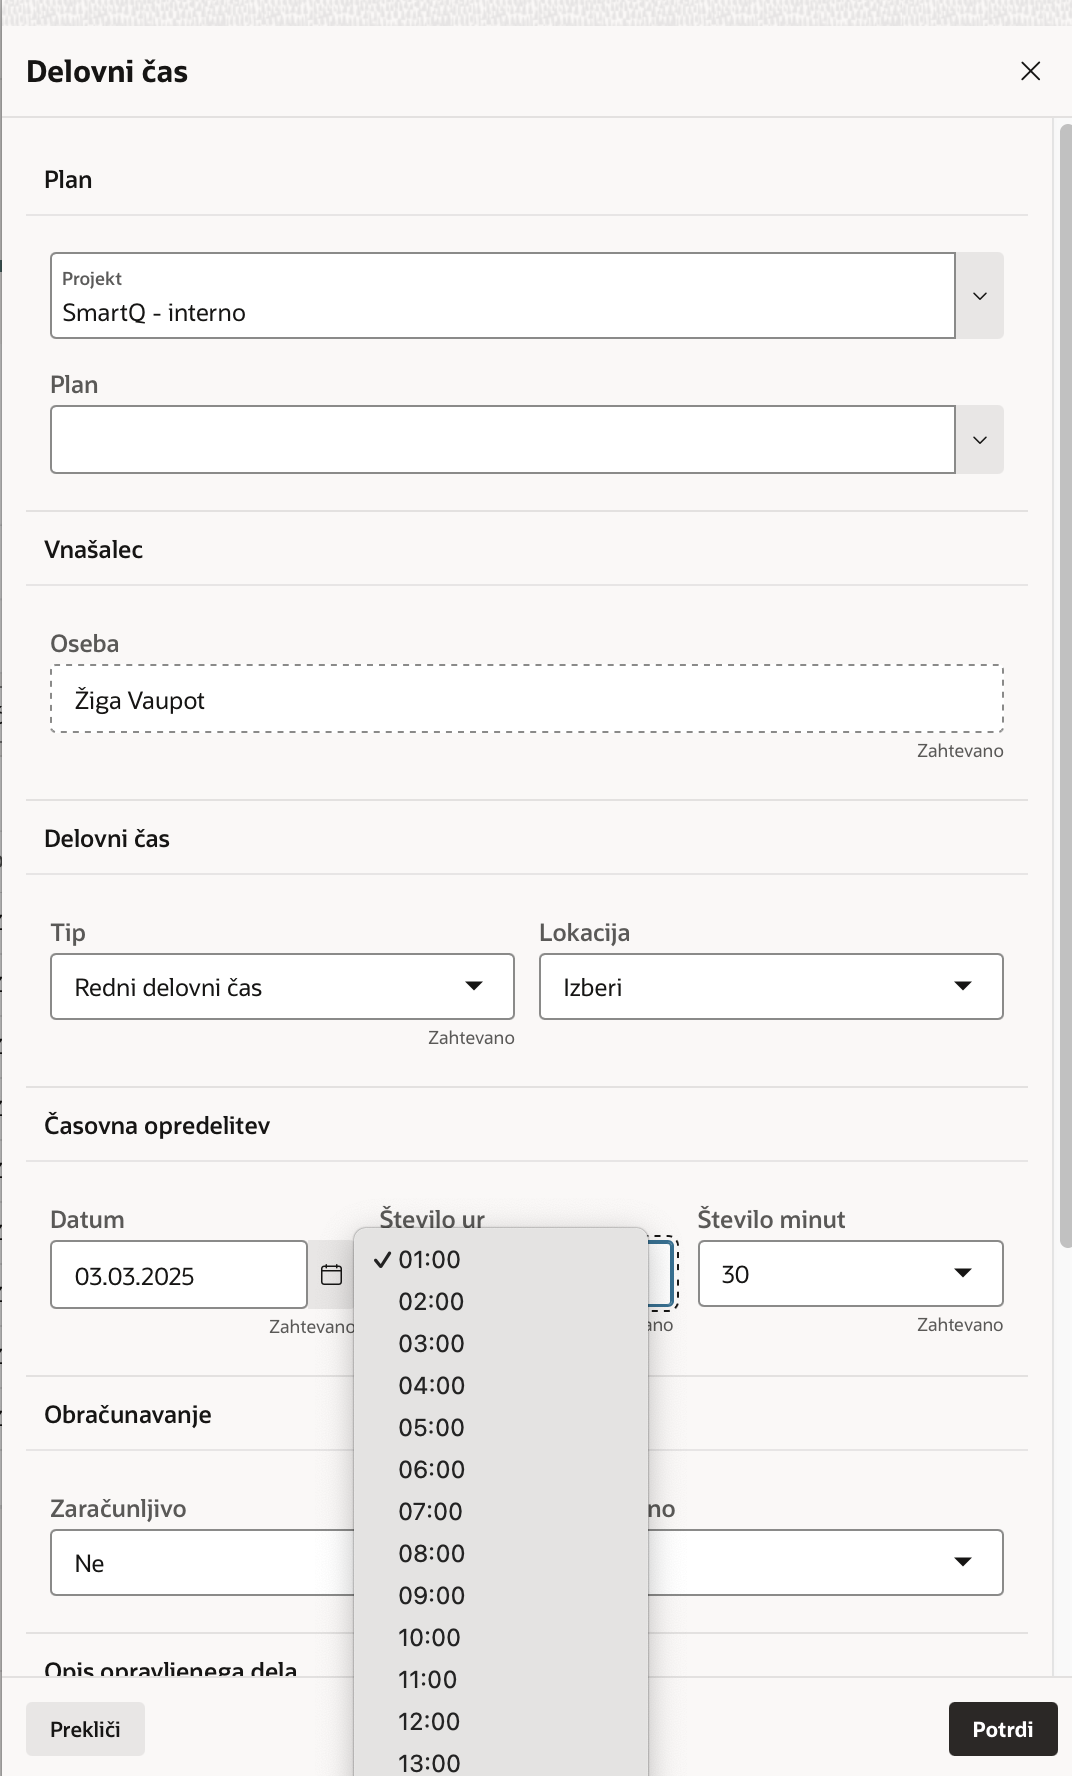 Delovni čas
Plan
Projekt
SmartQ - interno
Plan
Vnašalec
Oseba
Žiga Vaupot
Zahtevano
Delovni čas
Tip
Lokacija
Redni delovni čas
Izberi
Zahtevano
Časovna opredelitev
Datum
Število ur
Število minut
03.03.2025
30
Zahtevano
ano
Zahtevano
✓ 01:00
02:00
03:00
04:00
05:00
06:00
07:00
08:00
09:00
10:00
11:00
12:00
13:00
Obračunavanje
Zaračunljivo
no
Ne
Opis opravljenega dela
Prekliči
Potrdi